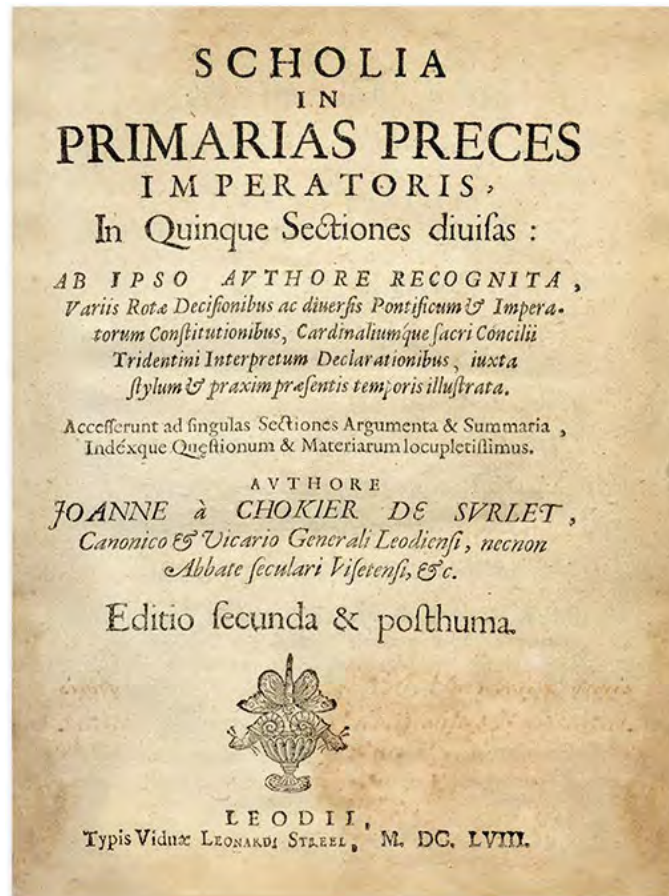 SCHOLIA
IN
PRIMARIAS PRECES
IMPERATORIS,
In Quinque Sectiones diuiſas :
AB IPSO AVTHORE RECOGNITA,
Variis Rotæ Deciſionibus ac diuerſis Pontificum & Impera-
torum Conſtitutionibus, Cardinaliumque ſacri Concilii
Tridentini Interpretum Declarationibus, iuxta
ſtylum & praxim præſentis temporis illuſtrata.
Acceſſerunt ad ſingulas Sectiones Argumenta & Summaria,
Indéxque Quęſtionum & Materiarum locupletiſſimus.
AVTHORE
JOANNE à CHOKIER DE SVRLET,
Canonico & Vicario Generali Leodienſi, necnon
Abbate ſeculari Viſetenſi, &c.
Editio ſecunda & poſthuma.
LEODII,
Typis Viduæ LEONARDI STREEL, M. DC. LVIII.